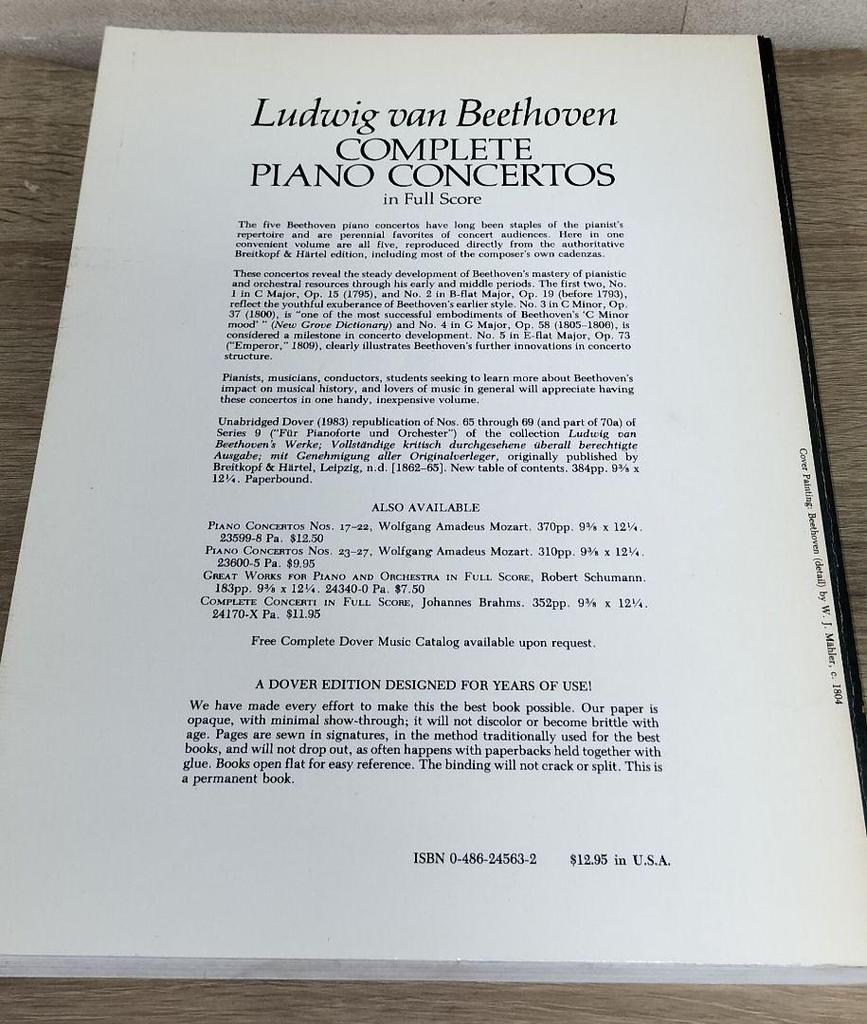 Ludwig van Beethoven
COMPLETE
PIANO CONCERTOS
in Full Score
The five Beethoven piano concertos have long been staples of the pianist's
repertoire and are perennial favorites of concert audiences. Here in one
convenient volume are all five, reproduced directly from the authoritative
Breitkopf & Härtel edition, including most of the composer's own cadenzas.
These concertos reveal the steady development of Beethoven's mastery of pianistic
and orchestral resources through his early and middle periods. The first two, No.
1 in C Major, Op. 15 (1795), and No. 2 in B-flat Major, Op. 19 (before 1793),
reflect the youthful exuberance of Beethoven's earlier style. No. 3 in C Minor, Op.
37 (1800), is "one of the most successful embodiments of Beethoven's 'C Minor
mood' " (New Grove Dictionary) and No. 4 in G Major, Op. 58 (1805–1806), is
considered a milestone in concerto development. No. 5 in E-flat Major, Op. 73
("Emperor," 1809), clearly illustrates Beethoven's further innovations in concerto
structure.
Pianists, musicians, conductors, students seeking to learn more about Beethoven's
impact on musical history, and lovers of music in general will appreciate having
these concertos in one handy, inexpensive volume.
Unabridged Dover (1983) republication of Nos. 65 through 69 (and part of 70a) of
Series 9 ("Für Pianoforte und Orchester") of the collection Ludwig van
Beethoven's Werke; Vollständige kritisch durchgesehene überall berechtigte
Ausgabe; mit Genehmigung aller Originalverleger, originally published by
Breitkopf & Härtel, Leipzig, n.d. [1862–65]. New table of contents. 384pp. 9⅜ x
12¼. Paperbound.
ALSO AVAILABLE
PIANO CONCERTOS NOS. 17–22, Wolfgang Amadeus Mozart. 370pp. 9⅜ x 12¼.
23599-8 Pa. $12.50
PIANO CONCERTOS NOS. 23–27, Wolfgang Amadeus Mozart. 310pp. 9⅜ x 12¼.
23600-5 Pa. $9.95
GREAT WORKS FOR PIANO AND ORCHESTRA IN FULL SCORE, Robert Schumann.
183pp. 9⅜ x 12¼. 24340-0 Pa. $7.50
COMPLETE CONCERTI IN FULL SCORE, Johannes Brahms. 352pp. 9⅜ x 12¼.
24170-X Pa. $11.95
Free Complete Dover Music Catalog available upon request.
A DOVER EDITION DESIGNED FOR YEARS OF USE!
We have made every effort to make this the best book possible. Our paper is
opaque, with minimal show-through; it will not discolor or become brittle with
age. Pages are sewn in signatures, in the method traditionally used for the best
books, and will not drop out, as often happens with paperbacks held together with
glue. Books open flat for easy reference. The binding will not crack or split. This is
a permanent book.
ISBN 0-486-24563-2 $12.95 in U.S.A.
Cover Painting: Beethoven (detail) by W. J. Mähler, c. 1804